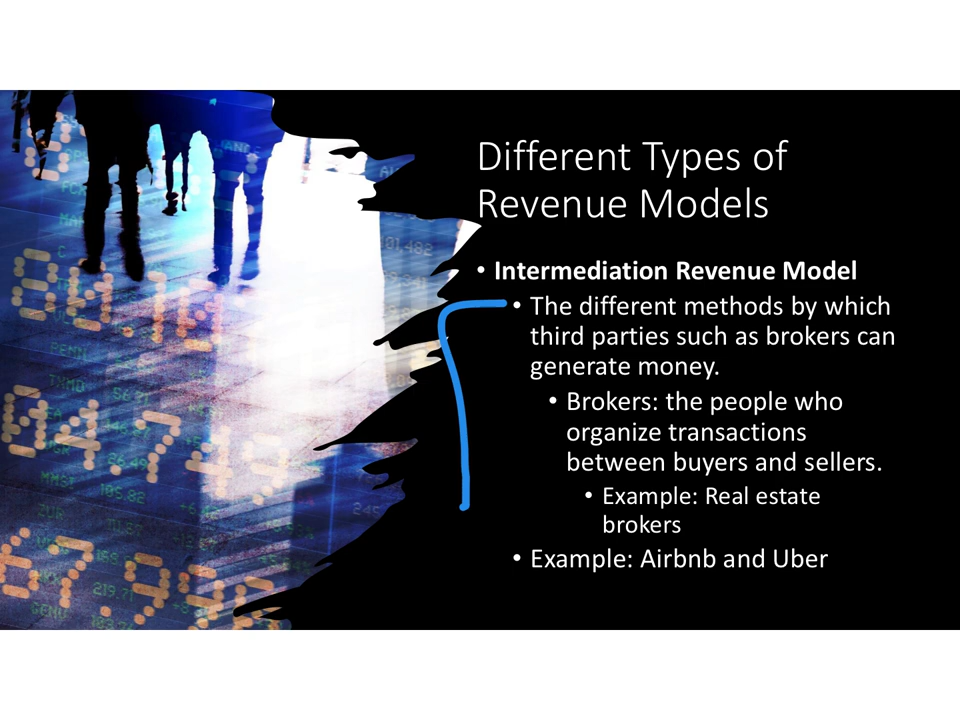 Different Types of
Revenue Models
• Intermediation Revenue Model
• The different methods by which
third parties such as brokers can
generate money.
• Brokers: the people who
organize transactions
between buyers and sellers.
• Example: Real estate
brokers
• Example: Airbnb and Uber